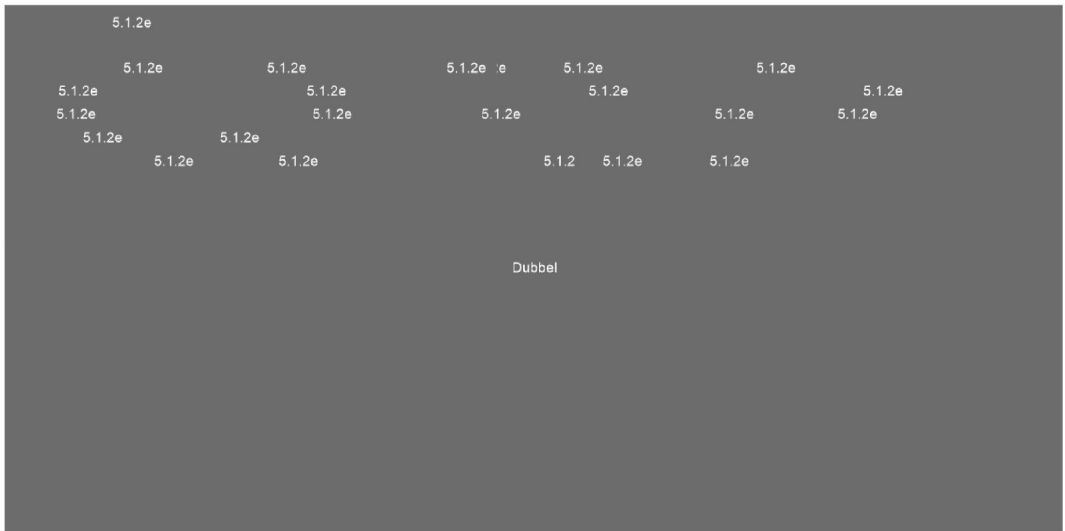 5.1.2e
5.1.2e 5.1.2e 5.1.2e :e 5.1.2e 5.1.2e
5.1.2e 5.1.2e 5.1.2e 5.1.2e
5.1.2e 5.1.2e 5.1.2e 5.1.2e 5.1.2e
5.1.2e 5.1.2e
5.1.2e 5.1.2e 5.1.2 5.1.2e 5.1.2e
Dubbel